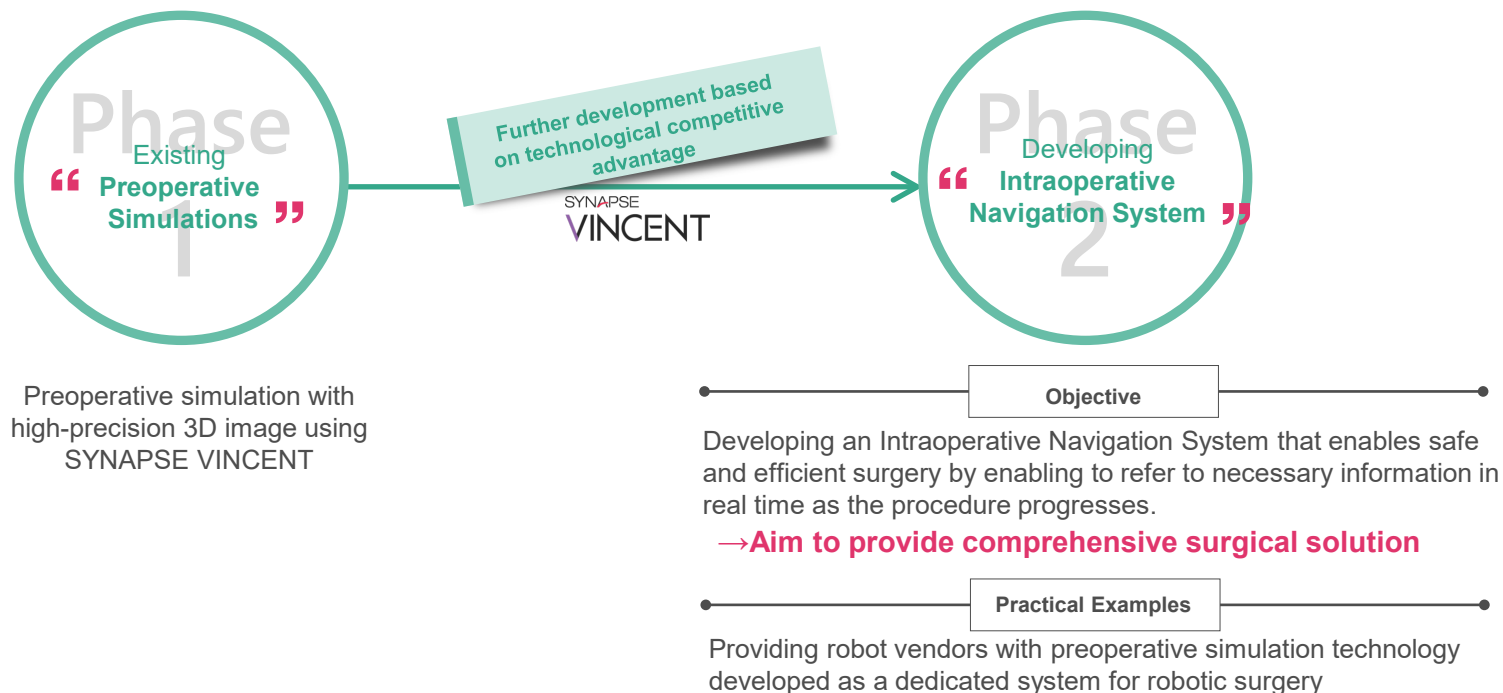 Phase
1
Existing
“ Preoperative
Simulations ”
Further development based
on technological competitive
advantage
SYNAPSE
VINCENT
Phase
2
Developing
“ Intraoperative
Navigation System ”
Preoperative simulation with
high-precision 3D image using
SYNAPSE VINCENT
Objective
Developing an Intraoperative Navigation System that enables safe
and efficient surgery by enabling to refer to necessary information in
real time as the procedure progresses.
→Aim to provide comprehensive surgical solution
Practical Examples
Providing robot vendors with preoperative simulation technology
developed as a dedicated system for robotic surgery